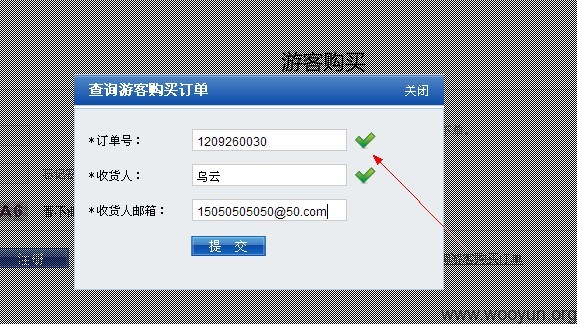 游客购买
查询游客购买订单 关闭
*订单号： 1209260030
*收货人： 乌云
*收货人邮箱： 15050505050@50.com
提 交
www.wooyun.org